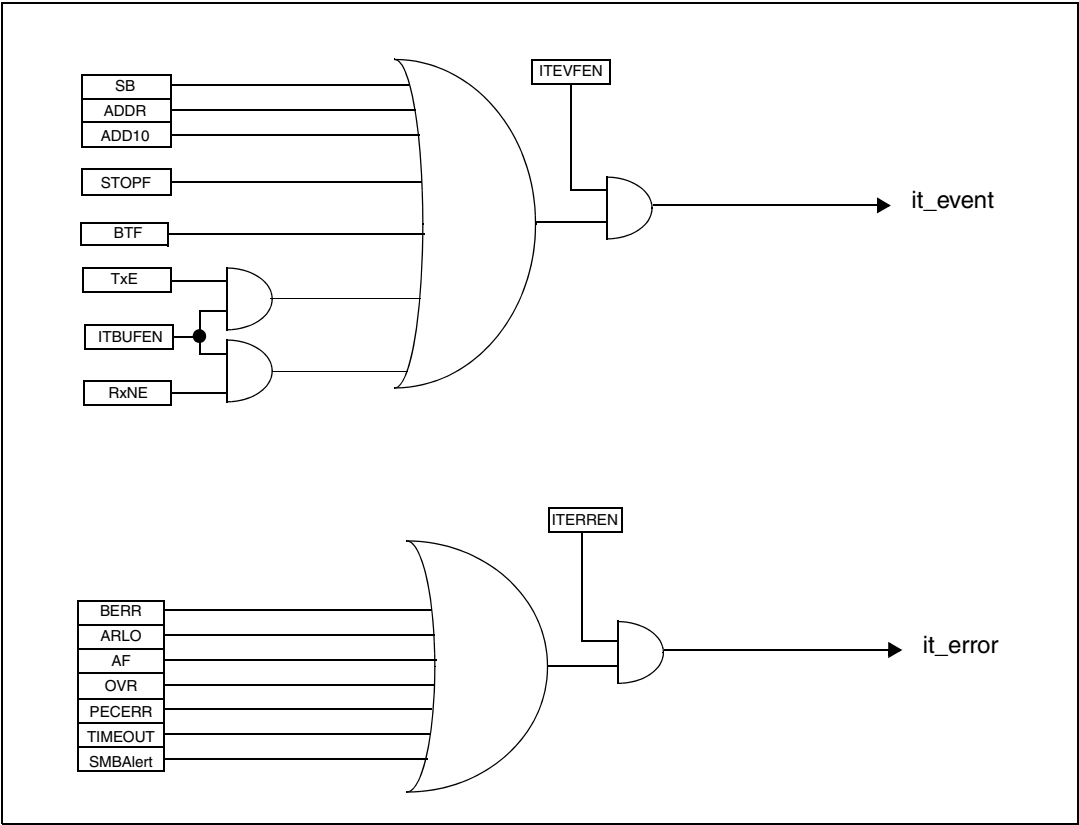 SB
ADDR
ADD10
STOPF
BTF
TxE
ITBUFEN
RxNE
ITEVFEN
it_event
ITERREN
BERR
ARLO
AF
OVR
PECERR
TIMEOUT
SMBAlert
it_error